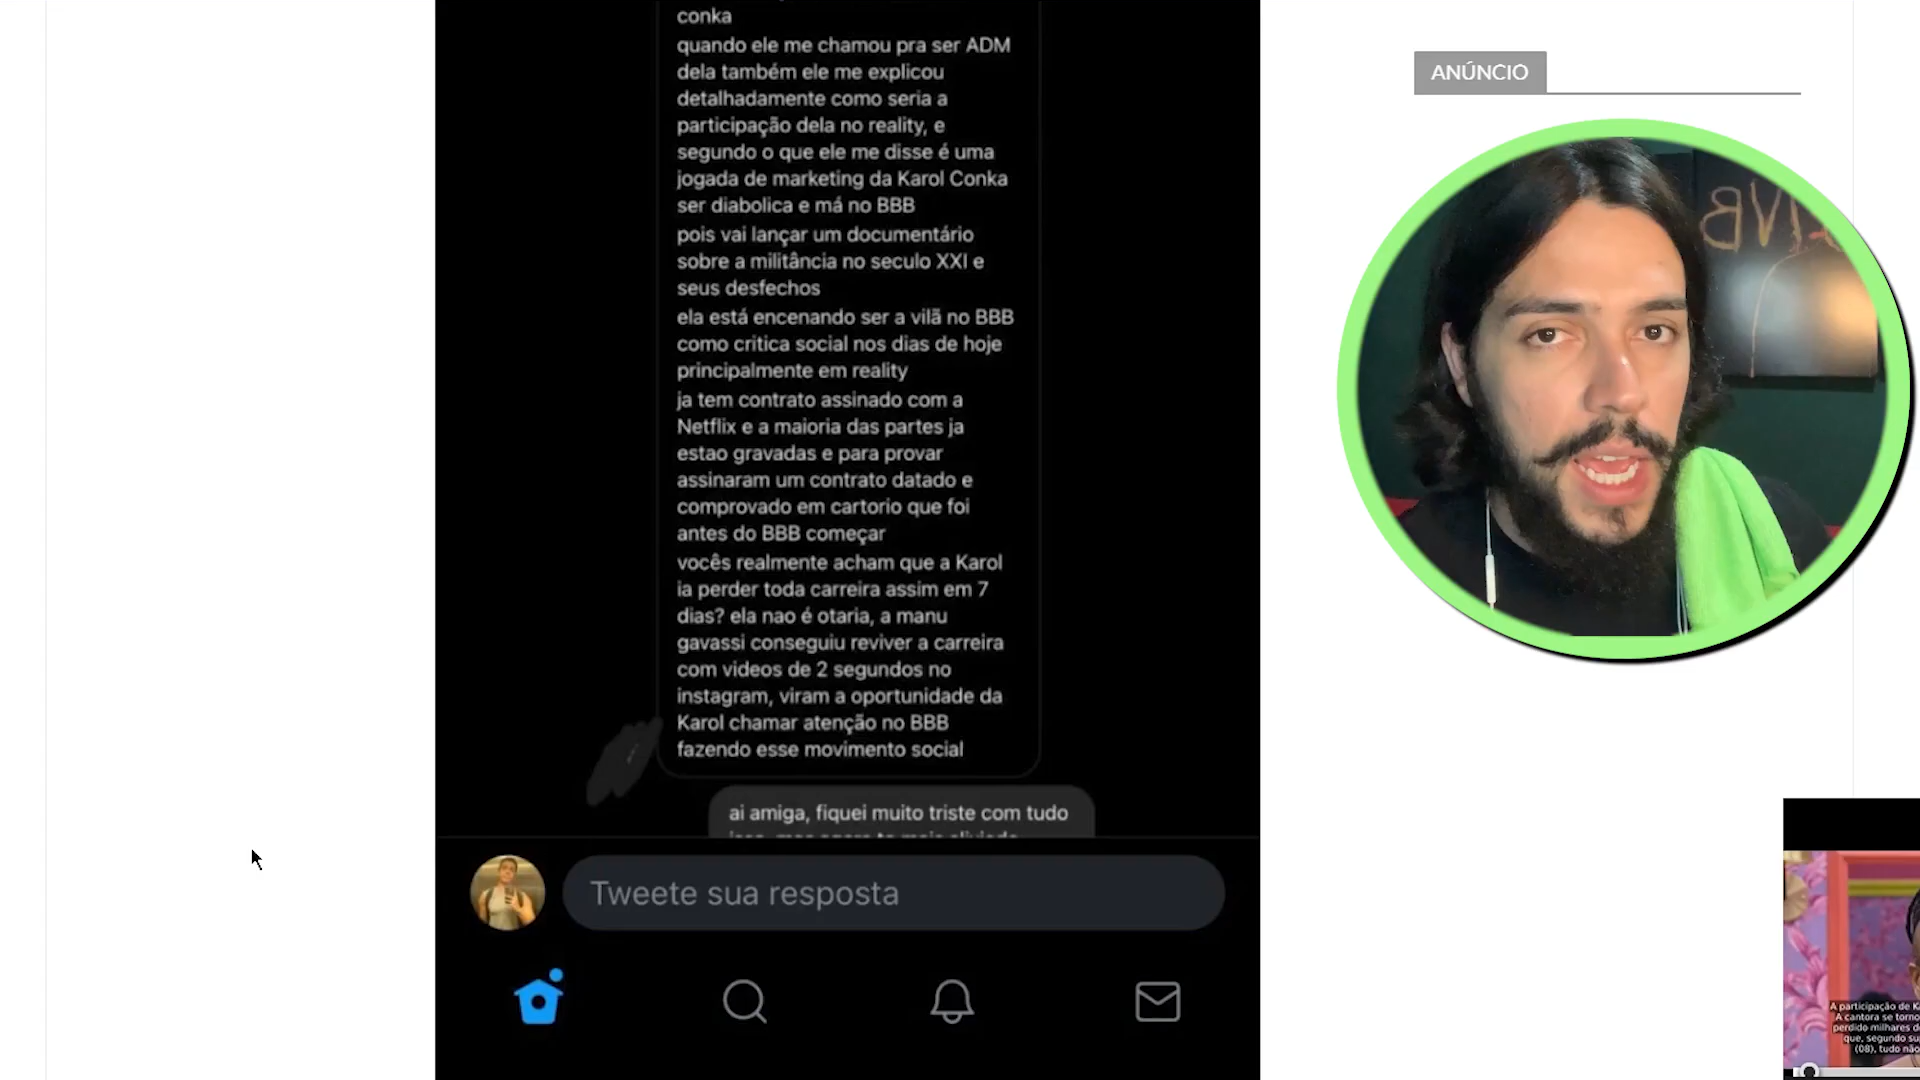 conka
quando ele me chamou pra ser ADM
dela também ele me explicou
detalhadamente como seria a
participação dela no reality, e
segundo o que ele me disse é uma
jogada de marketing da Karol Conka
ser diabolica e má no BBB
pois vai lançar um documentário
sobre a militância no seculo XXI e
seus desfechos
ela está encenando ser a vilã no BBB
como critica social nos dias de hoje
principalmente em reality
ja tem contrato assinado com a
Netflix e a maioria das partes ja
estao gravadas e para provar
assinaram um contrato datado e
comprovado em cartorio que foi
antes do BBB começar
vocês realmente acham que a Karol
ia perder toda carreira assim em 7
dias? ela nao é otaria, a manu
gavassi conseguiu reviver a carreira
com videos de 2 segundos no
instagram, viram a oportunidade da
Karol chamar atenção no BBB
fazendo esse movimento social
ai amiga, fiquei muito triste com tudo
Tweete sua resposta
ANÚNCIO
A participação de K
A cantora se torno
perdido milhares d
que, segundo su
(08), tudo não